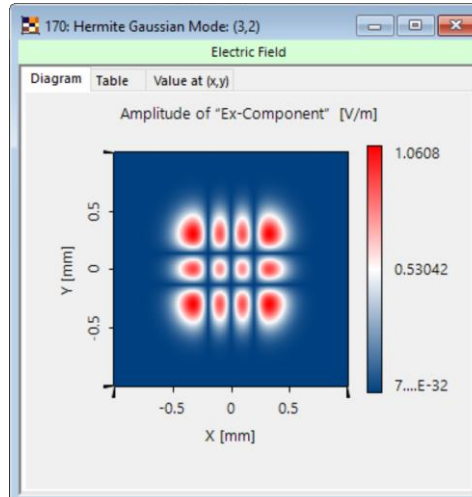 170: Hermite Gaussian Mode: (3,2)
Electric Field
Diagram Table Value at (x,y)
Amplitude of "Ex-Component" [V/m]
1.0608
0.53042
7....E-32
0.5
0
-0.5
Y [mm]
-0.5 0 0.5
X [mm]